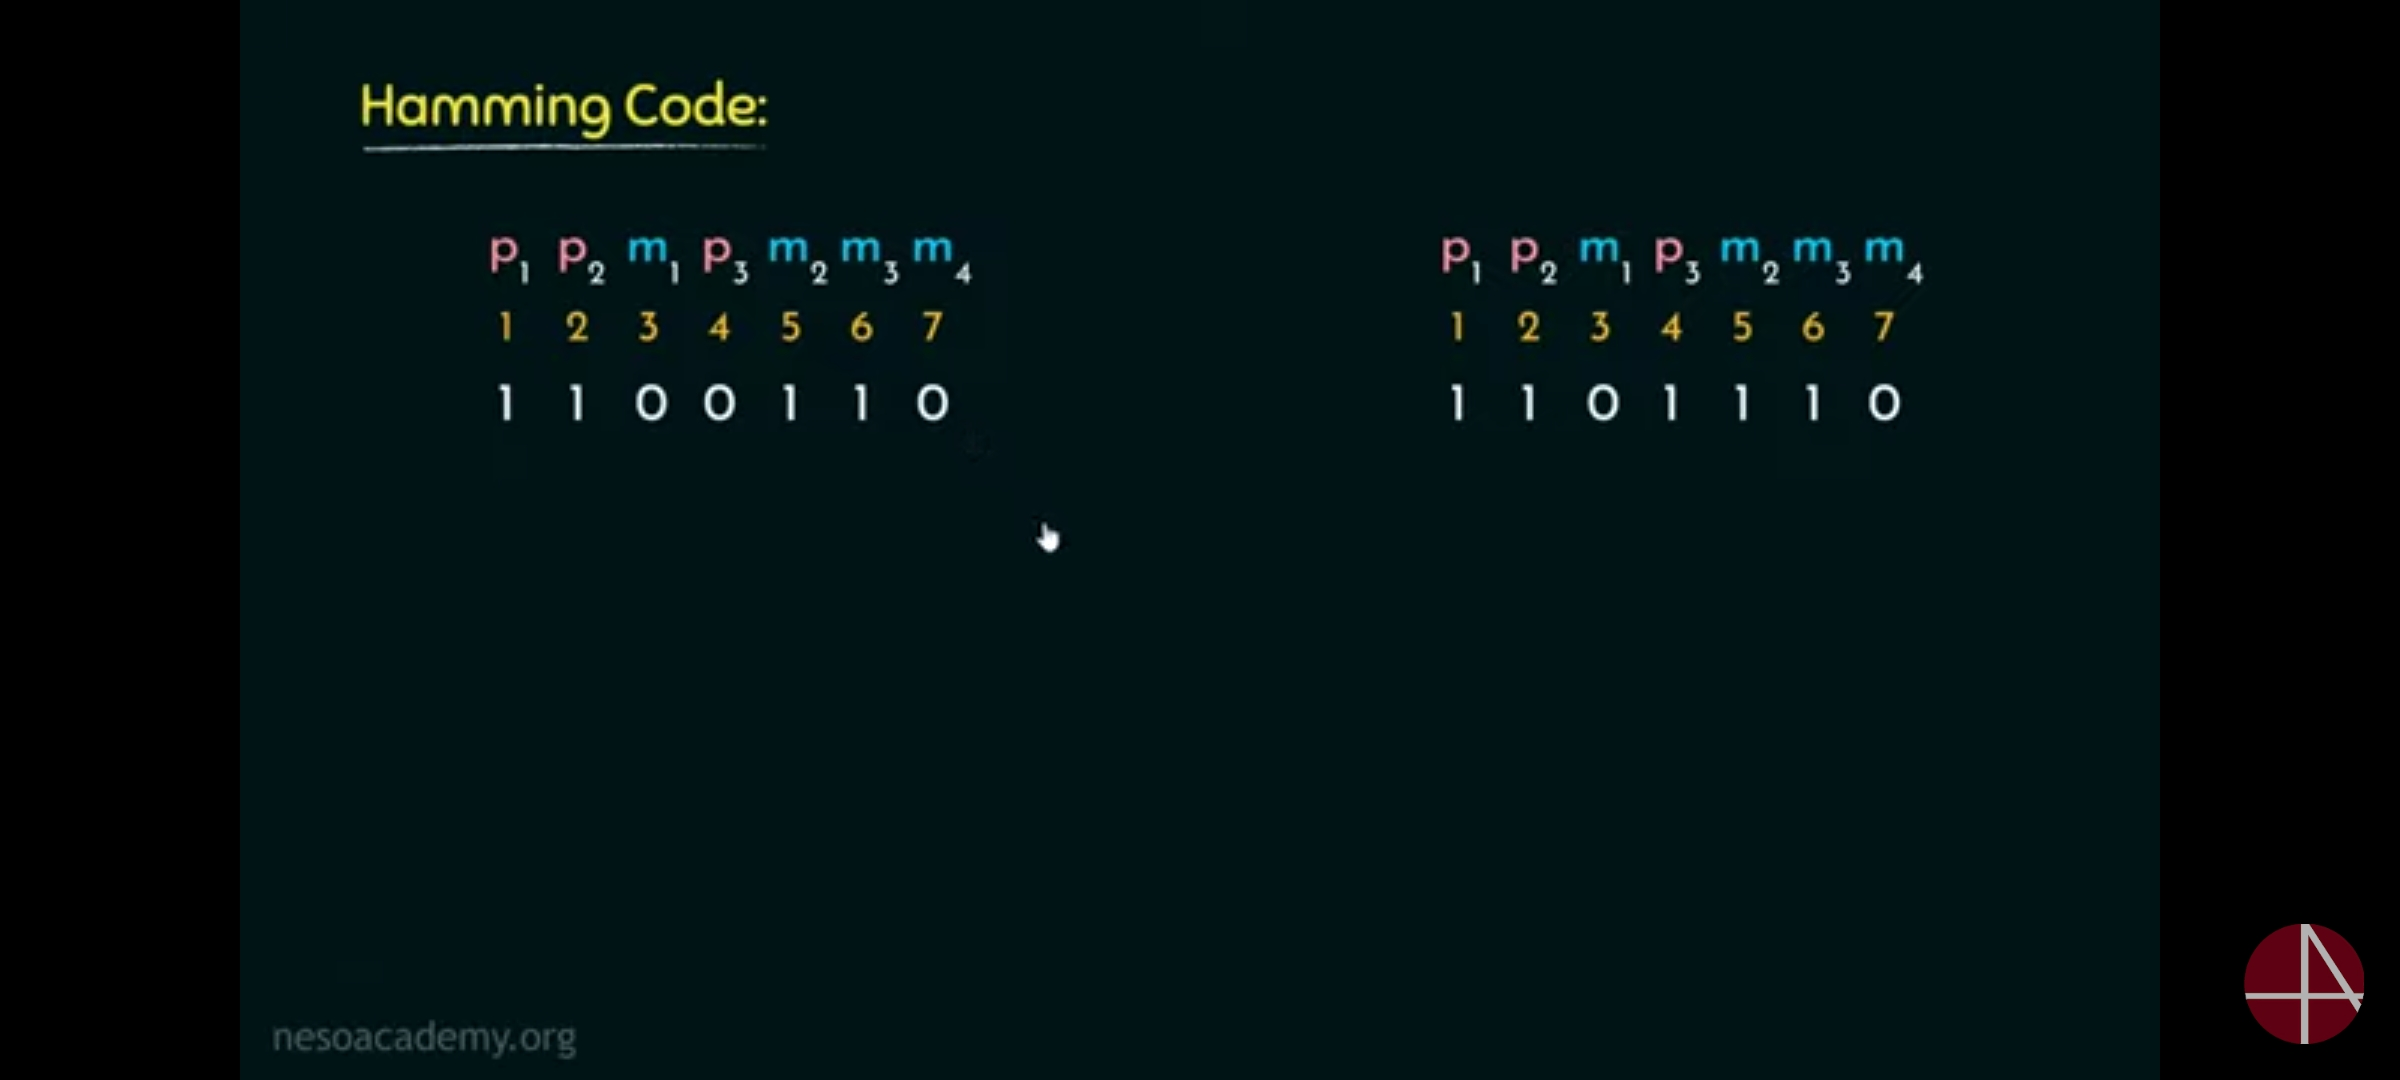 Hamming Code:
p₁ p₂ m₁ p₃ m₂ m₃ m₄
1 2 3 4 5 6 7
1 1 0 0 1 1 0
p₁ p₂ m₁ p₃ m₂ m₃ m₄
1 2 3 4 5 6 7
1 1 0 1 1 1 0
nesoacademy.org